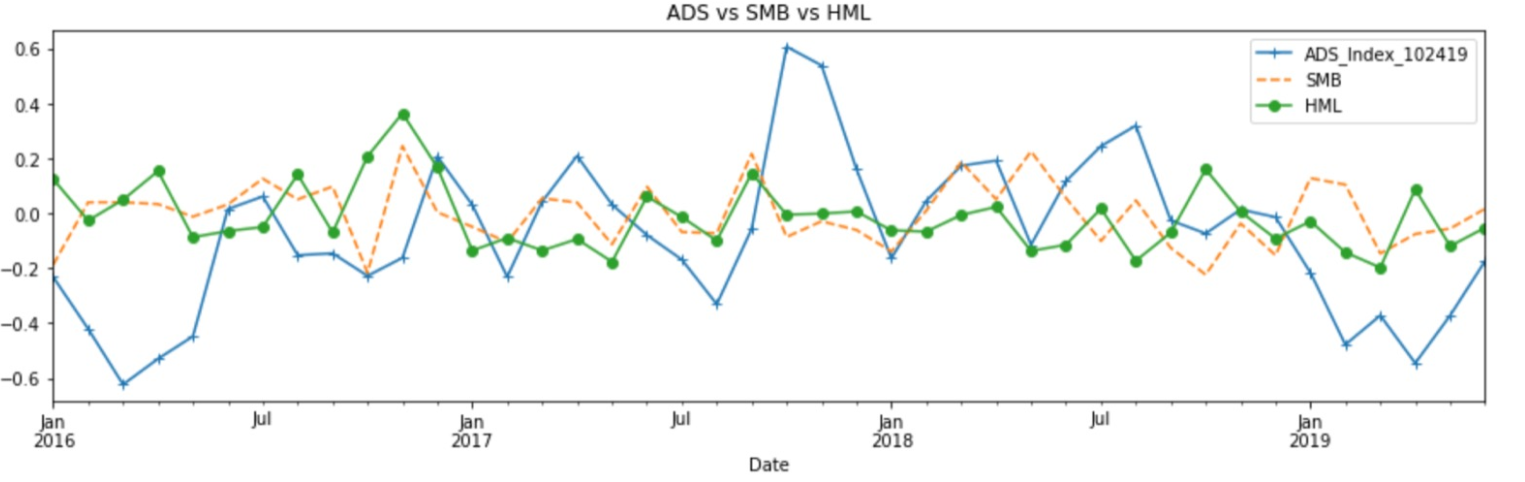 ADS vs SMB vs HML
ADS_Index_102419
SMB
HML
0.6
0.4
0.2
0.0
−0.2
−0.4
−0.6
Jan Jul Jan Jul Jan Jul Jan
2016 2017 2018 2019
Date